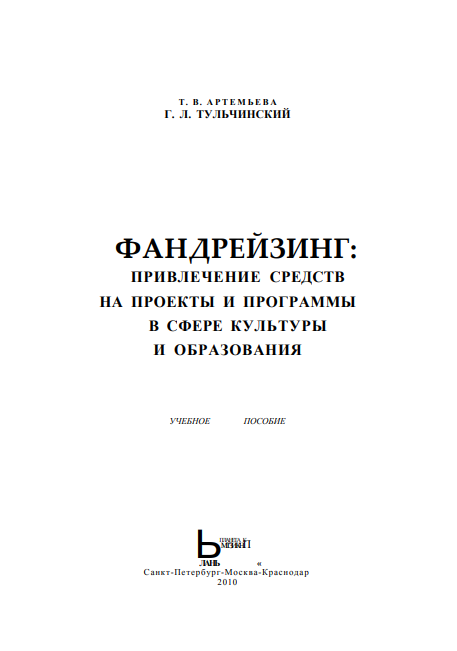 Т. В. АРТЕМЬЕВА
Г. Л. ТУЛЬЧИНСКИЙ
ФАНДРЕЙЗИНГ:
ПРИВЛЕЧЕНИЕ СРЕДСТВ
НА ПРОЕКТЫ И ПРОГРАММЫ
В СФЕРЕ КУЛЬТУРЫ
И ОБРАЗОВАНИЯ
УЧЕБНОЕ ПОСОБИЕ
ЛАНЬ «
Санкт-Петербург-Москва-Краснодар
2010